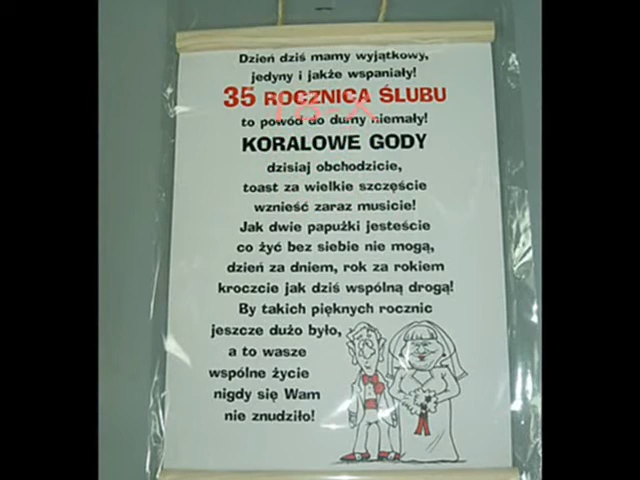 Dzień dziś mamy wyjątkowy,
jedyny i jakże wspaniały!
35 ROCZNICA ŚLUBU
to powód do dumy niemały!
KORALOWE GODY
dzisiaj obchodzicie,
toast za wielkie szczęście
wznieść zaraz musicie!
Jak dwie papużki jesteście
co żyć bez siebie nie mogą,
dzień za dniem, rok za rokiem
kroczcie jak dziś wspólną drogą!
By takich pięknych rocznic
jeszcze dużo było,
a to wasze
wspólne życie
nigdy się Wam
nie znudziło!